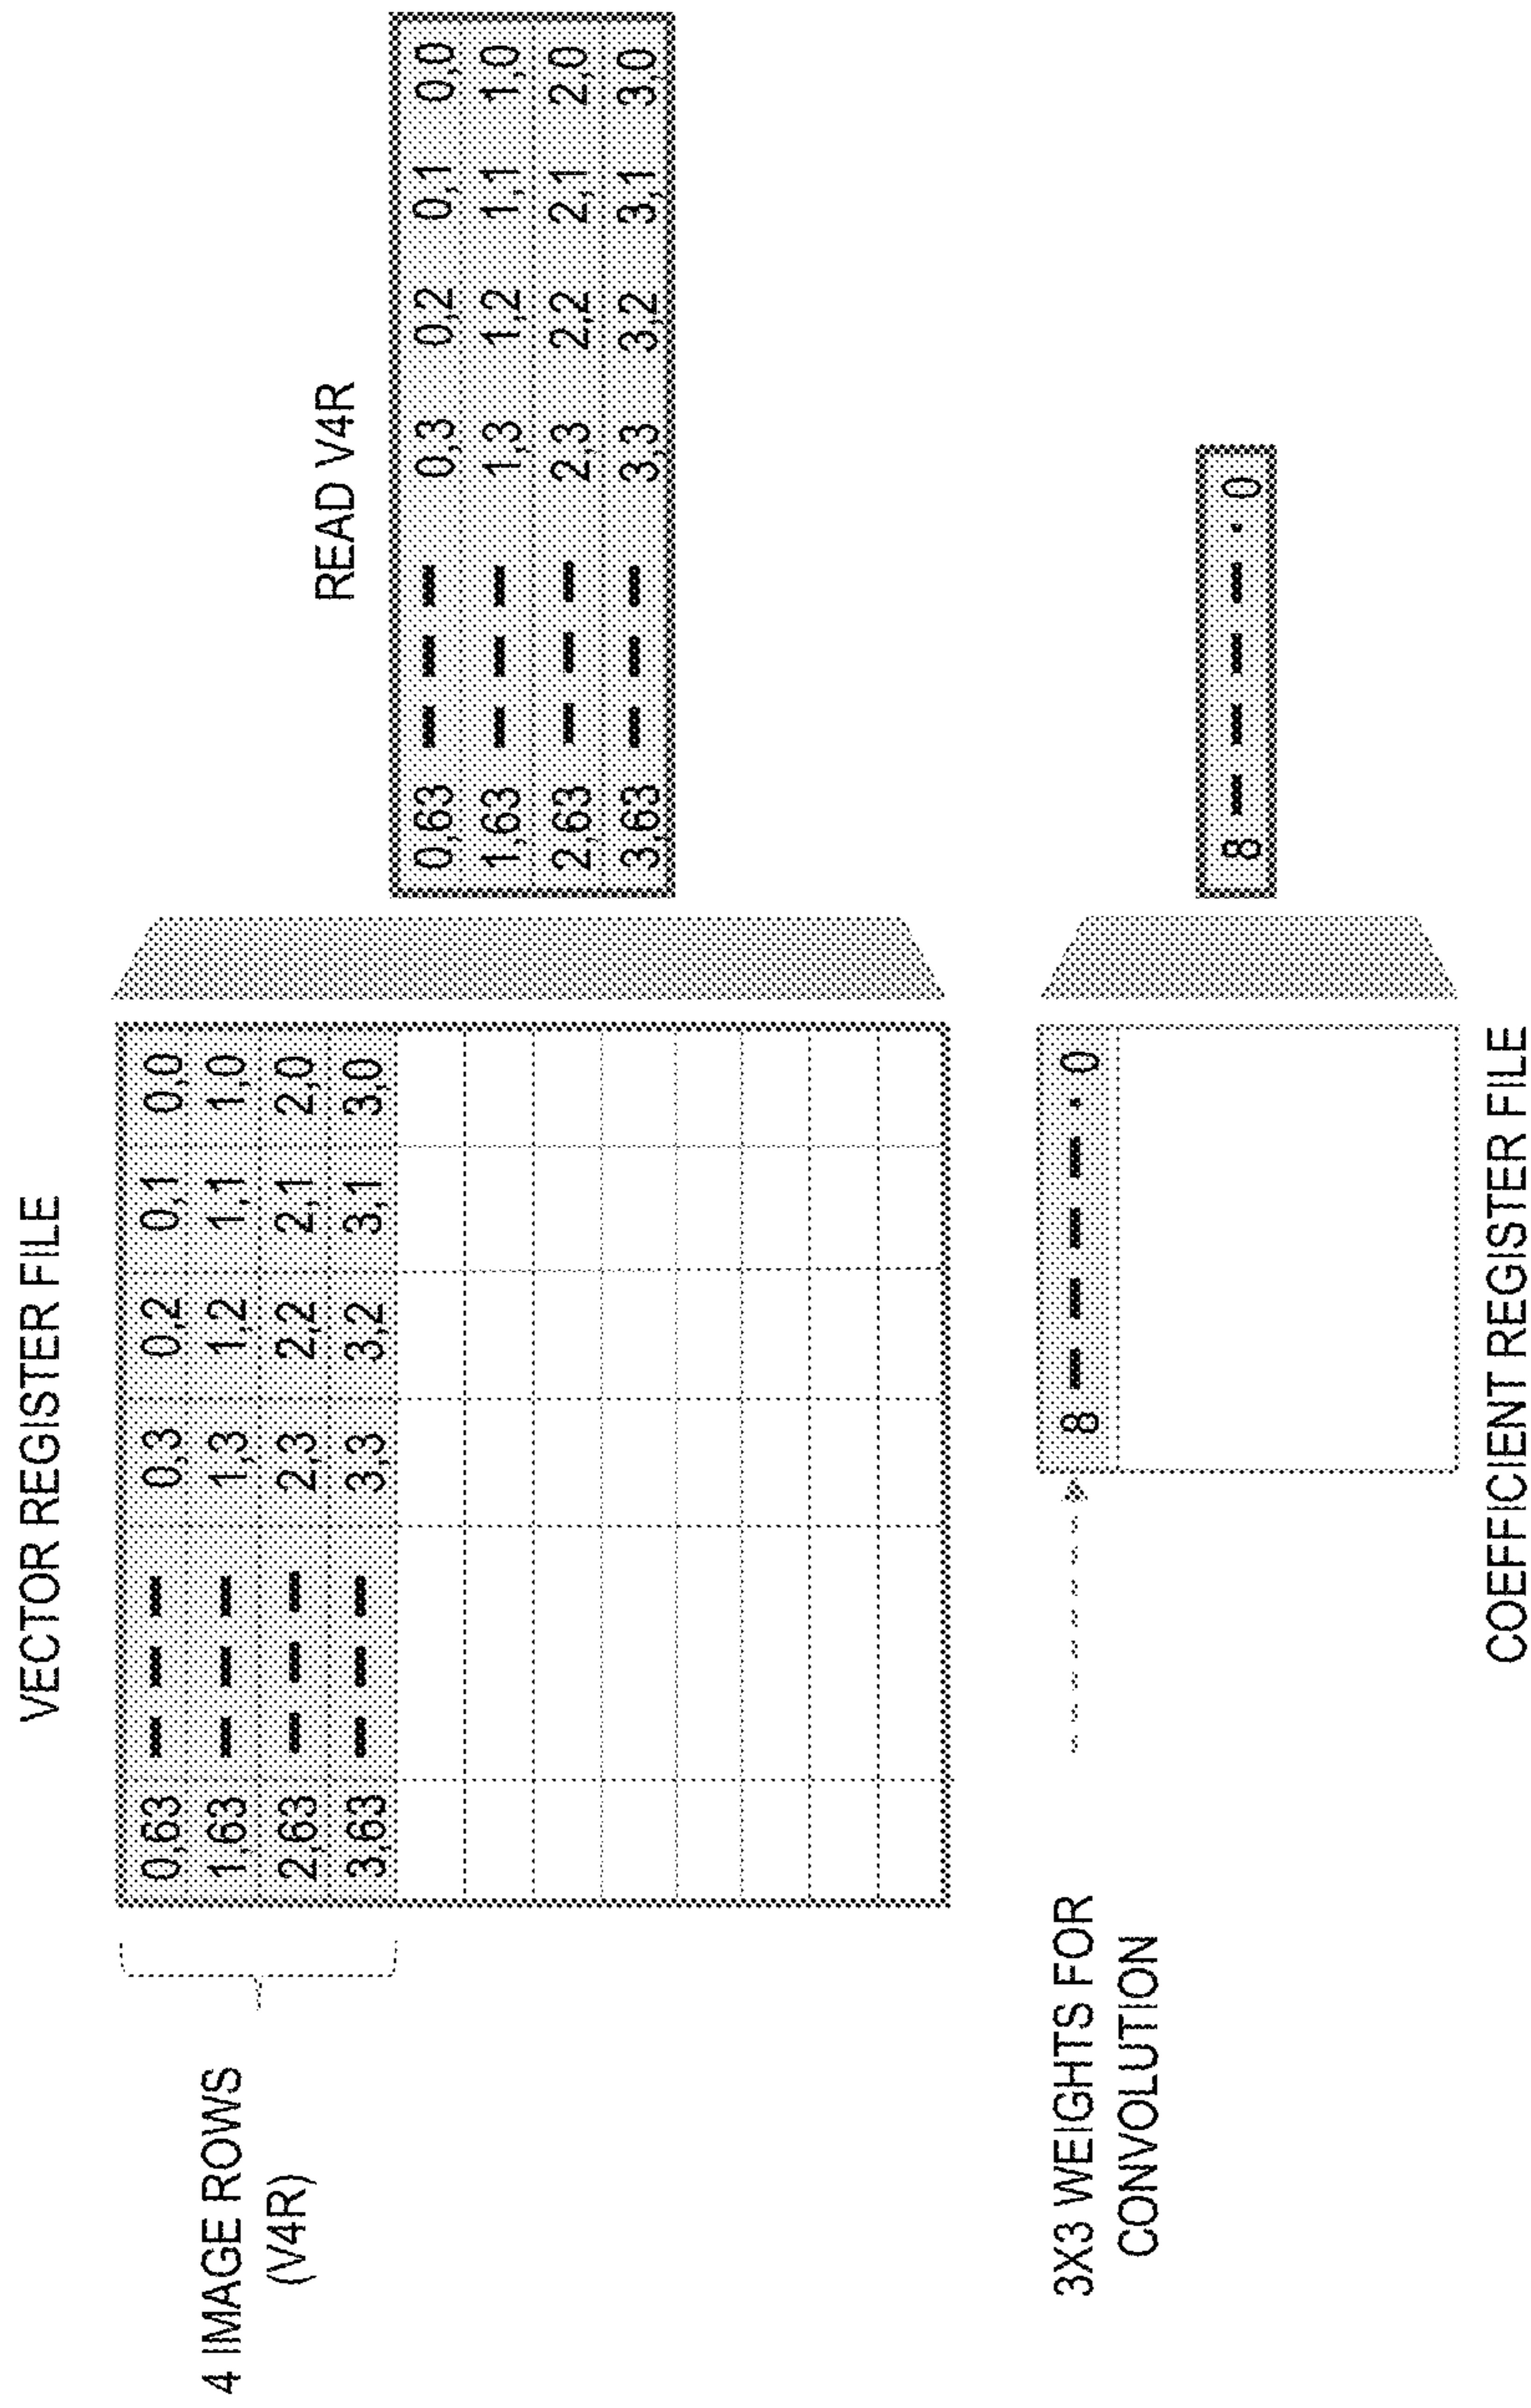 VECTOR REGISTER FILE
4 IMAGE ROWS
(V4R)
0,63 0,3 0,2 0,1 0,0
1,63 1,3 1,2 1,1 1,0
2,63 2,3 2,2 2,1 2,0
3,63 3,3 3,2 3,1 3,0
READ V4R
0,63 0,3 0,2 0,1 0,0
1,63 1,3 1,2 1,1 1,0
2,63 2,3 2,2 2,1 2,0
3,63 3,3 3,2 3,1 3,0
3X3 WEIGHTS FOR
CONVOLUTION
8 0
8 0
COEFFICIENT REGISTER FILE